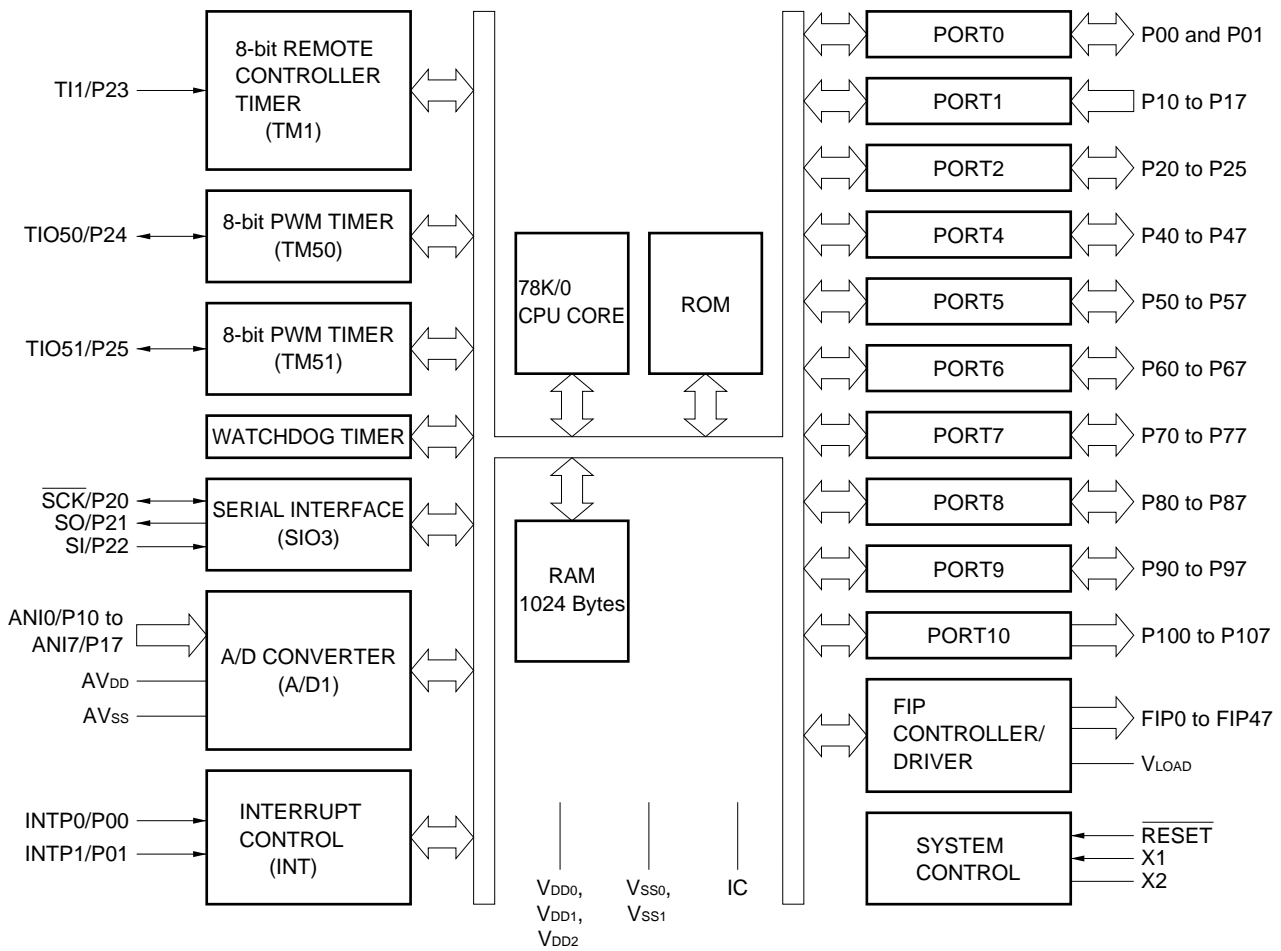 8-bit REMOTE
CONTROLLER
TIMER
(TM1)
TI1/P23
8-bit PWM TIMER
(TM50)
TIO50/P24
8-bit PWM TIMER
(TM51)
TIO51/P25
WATCHDOG TIMER
SCK/P20
SO/P21
SI/P22
SERIAL INTERFACE
(SIO3)
ANI0/P10 to
ANI7/P17
AVDD
AVSS
A/D CONVERTER
(A/D1)
INTP0/P00
INTP1/P01
INTERRUPT
CONTROL
(INT)
78K/0
CPU CORE
ROM
RAM
1024 Bytes
VDD0,
VDD1,
VDD2
VSS0,
VSS1
IC
PORT0
P00 and P01
PORT1
P10 to P17
PORT2
P20 to P25
PORT4
P40 to P47
PORT5
P50 to P57
PORT6
P60 to P67
PORT7
P70 to P77
PORT8
P80 to P87
PORT9
P90 to P97
PORT10
P100 to P107
FIP
CONTROLLER/
DRIVER
FIP0 to FIP47
VLOAD
SYSTEM
CONTROL
RESET
X1
X2